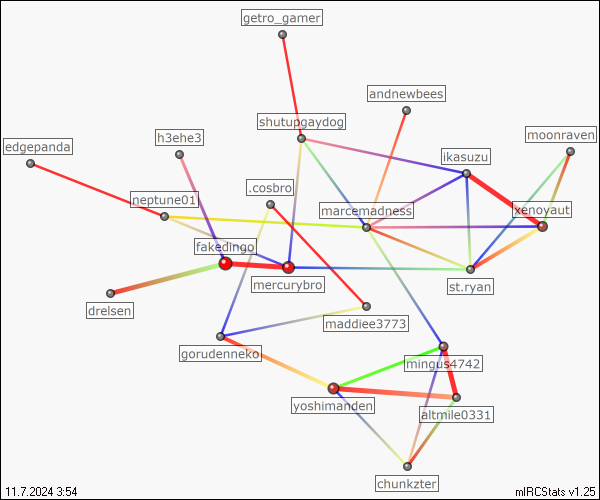 getro_gamer
andnewbees
shutupgaydog
moonraven
h3ehe3
edgepanda
ikasuzu
.cosbro
neptune01
marcemadness
xenoyaut
fakedingo
mercurybro
st.ryan
drelsen
maddiee3773
gorudenneko
mingus4742
yoshimanden
altmile0331
chunkzter
11.7.2024 3:54
mIRCStats v1.25